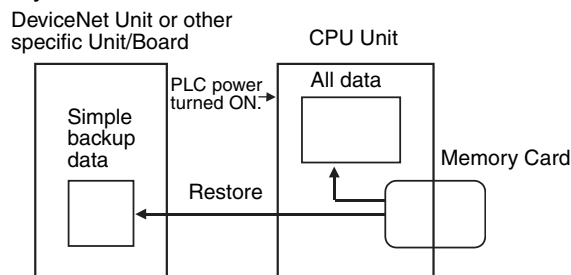 DeviceNet Unit or other
specific Unit/Board
CPU Unit
PLC power
turned ON.
All data
Simple
backup
data
Memory Card
Restore